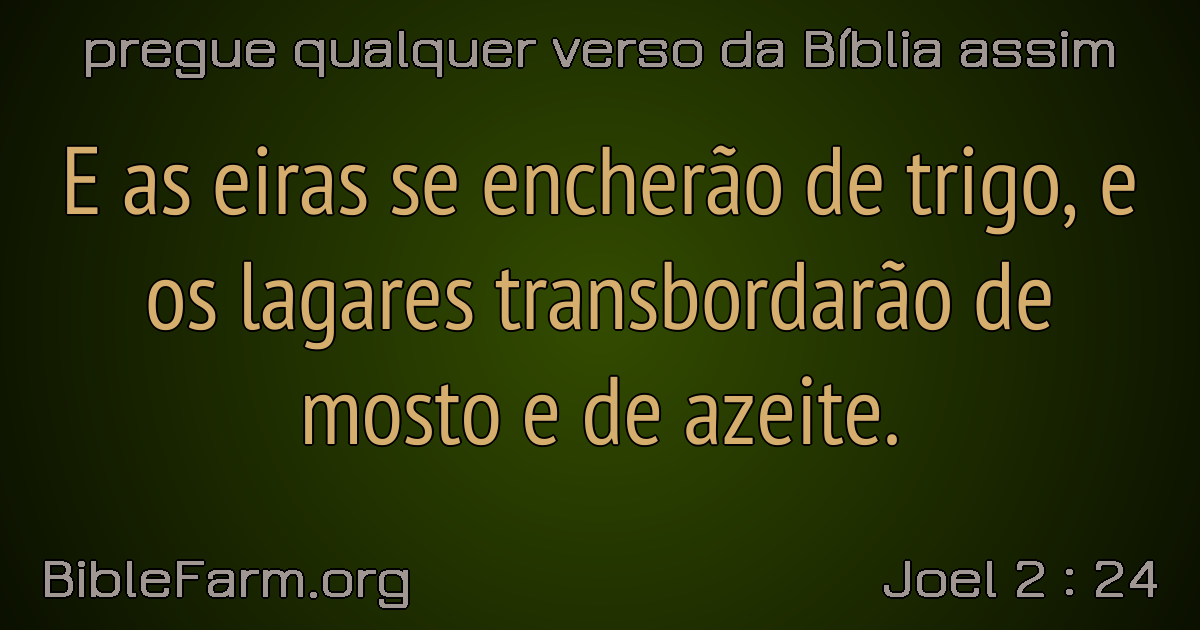 pregue qualquer verso da Bíblia assim
E as eiras se encherão de trigo, e
os lagares transbordarão de
mosto e de azeite.
BibleFarm.org
Joel 2 : 24